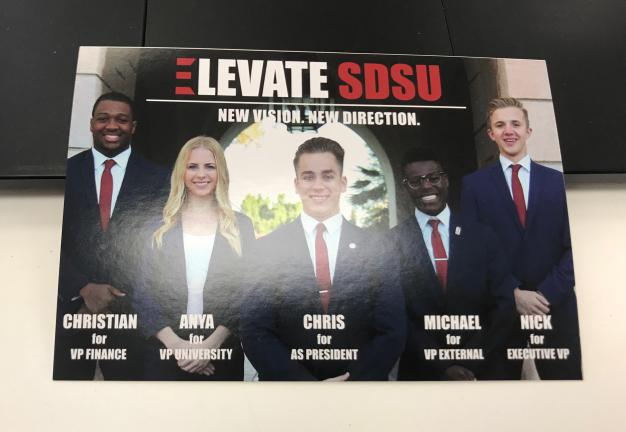 ELEVATE SDSU
NEW VISION. NEW DIRECTION.
CHRISTIAN
for
VP FINANCE
ANYA
for
VP UNIVERSITY
CHRIS
for
AS PRESIDENT
MICHAEL
for
VP EXTERNAL
NICK
for
EXECUTIVE VP